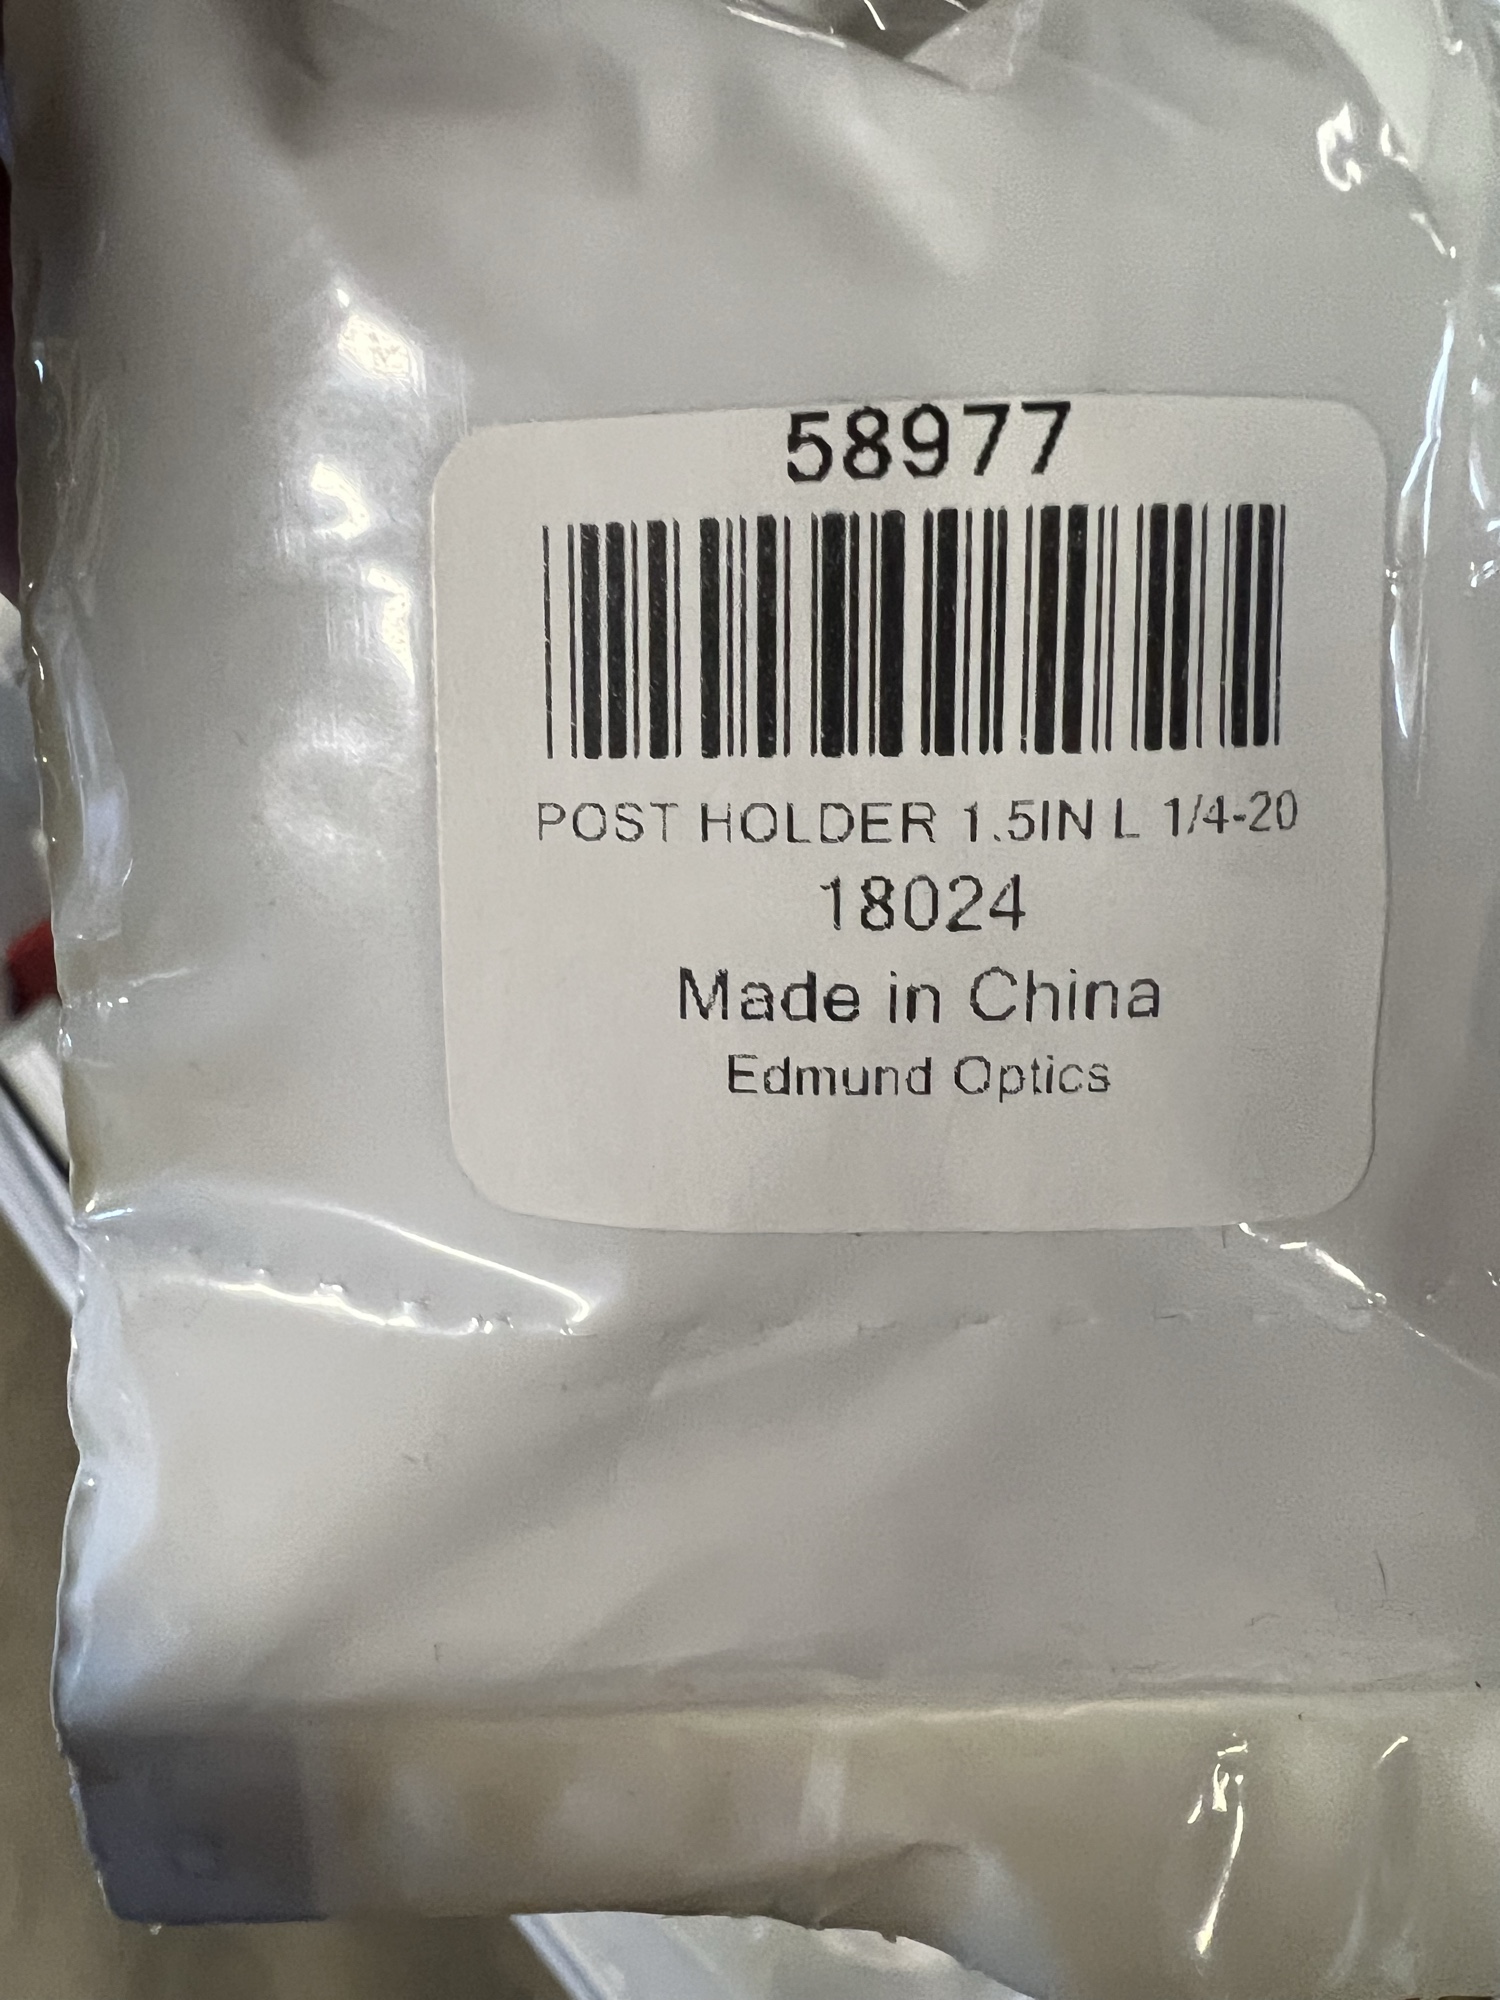 58977
POST HOLDER 1.5IN L 1/4-20
18024
Made in China
Edmund Optics